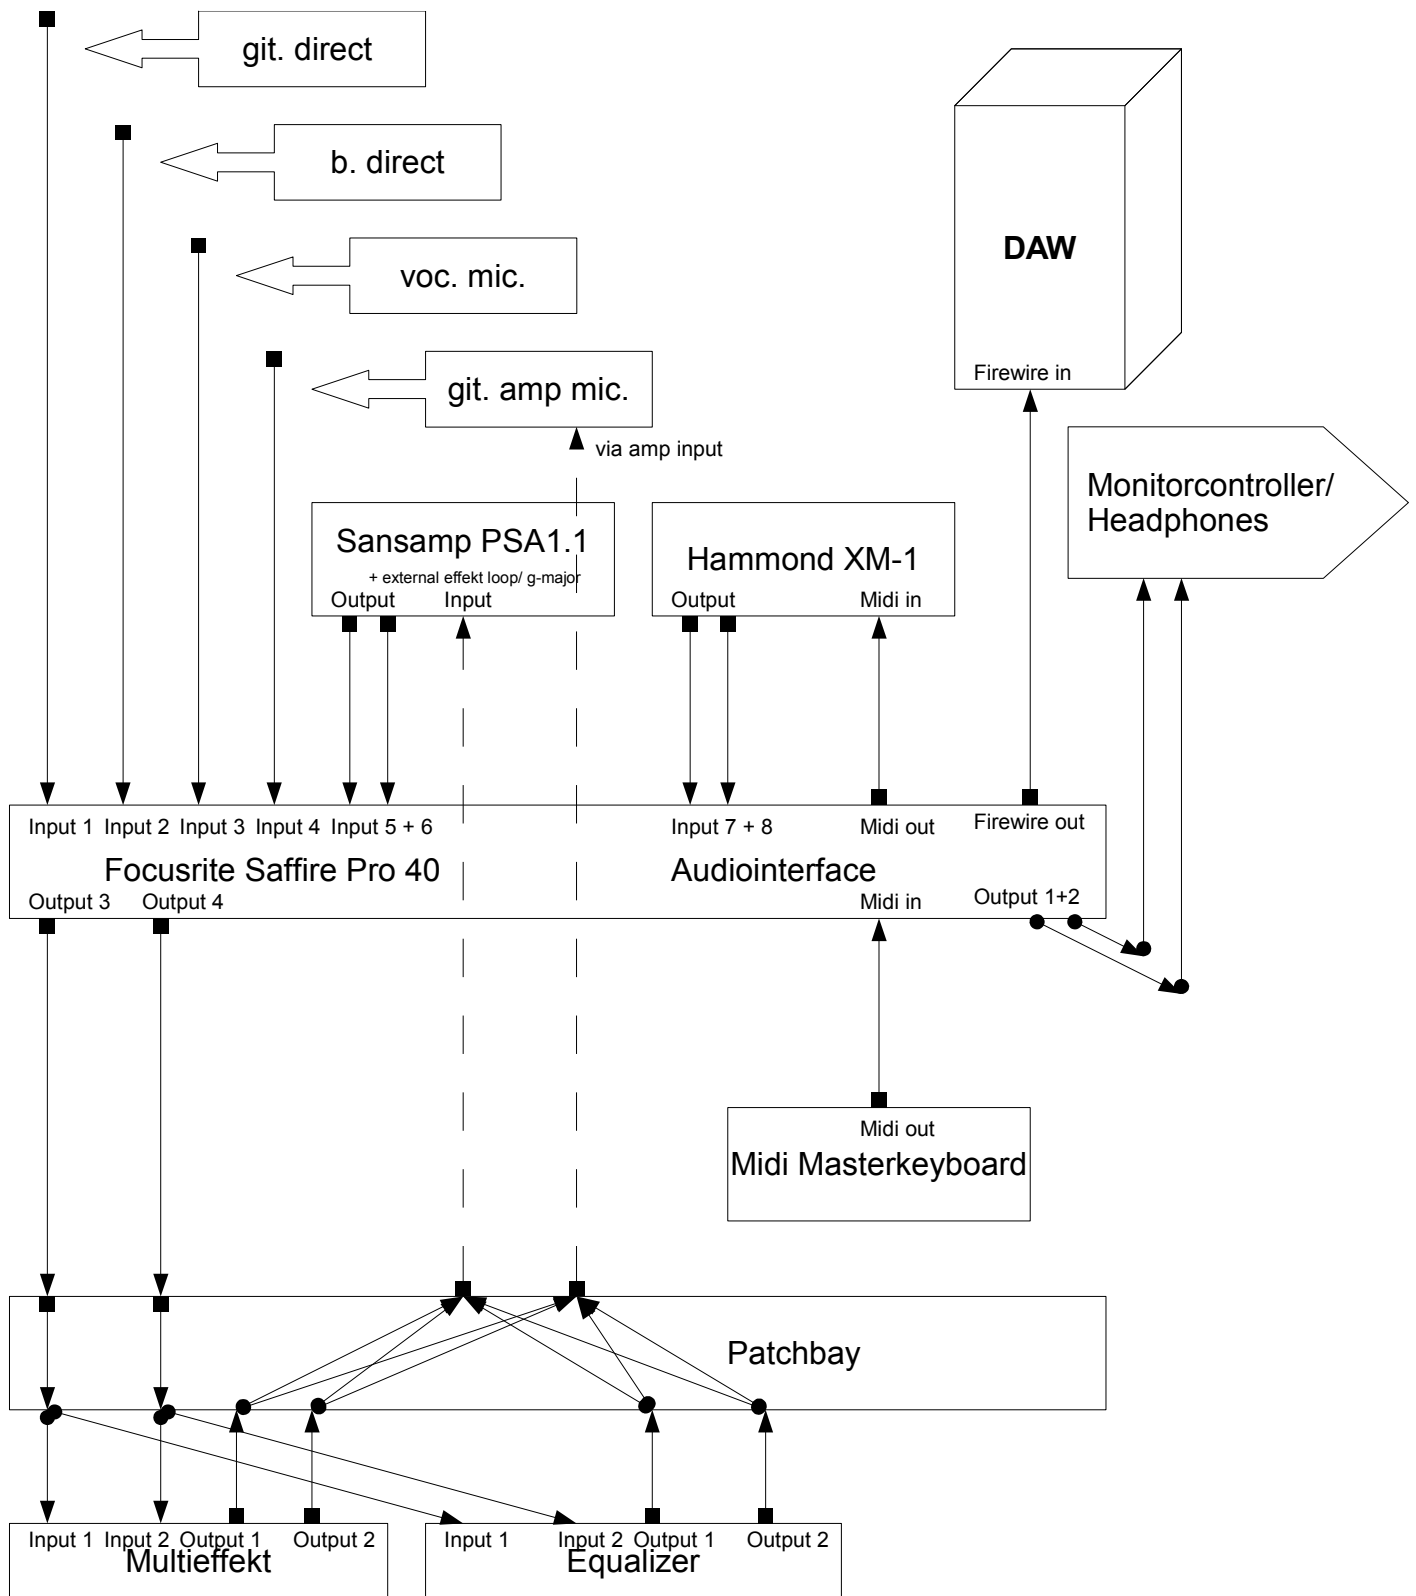 git. direct
b. direct
voc. mic.
DAW
Firewire in
git. amp mic.
via amp input
Monitorcontroller/
Headphones
Sansamp PSA1.1
+ external effekt loop/ g-major
Output
Input
Hammond XM-1
Output
Midi in
Input 1
Input 2
Input 3
Input 4
Input 5 + 6
Input 7 + 8
Midi out
Firewire out
Focusrite Saffire Pro 40
Audiointerface
Output 3
Output 4
Midi in
Output 1+2
Midi out
Midi Masterkeyboard
Patchbay
Input 1
Input 2
Output 1
Output 2
Multieffekt
Input 1
Input 2
Output 1
Output 2
Equalizer